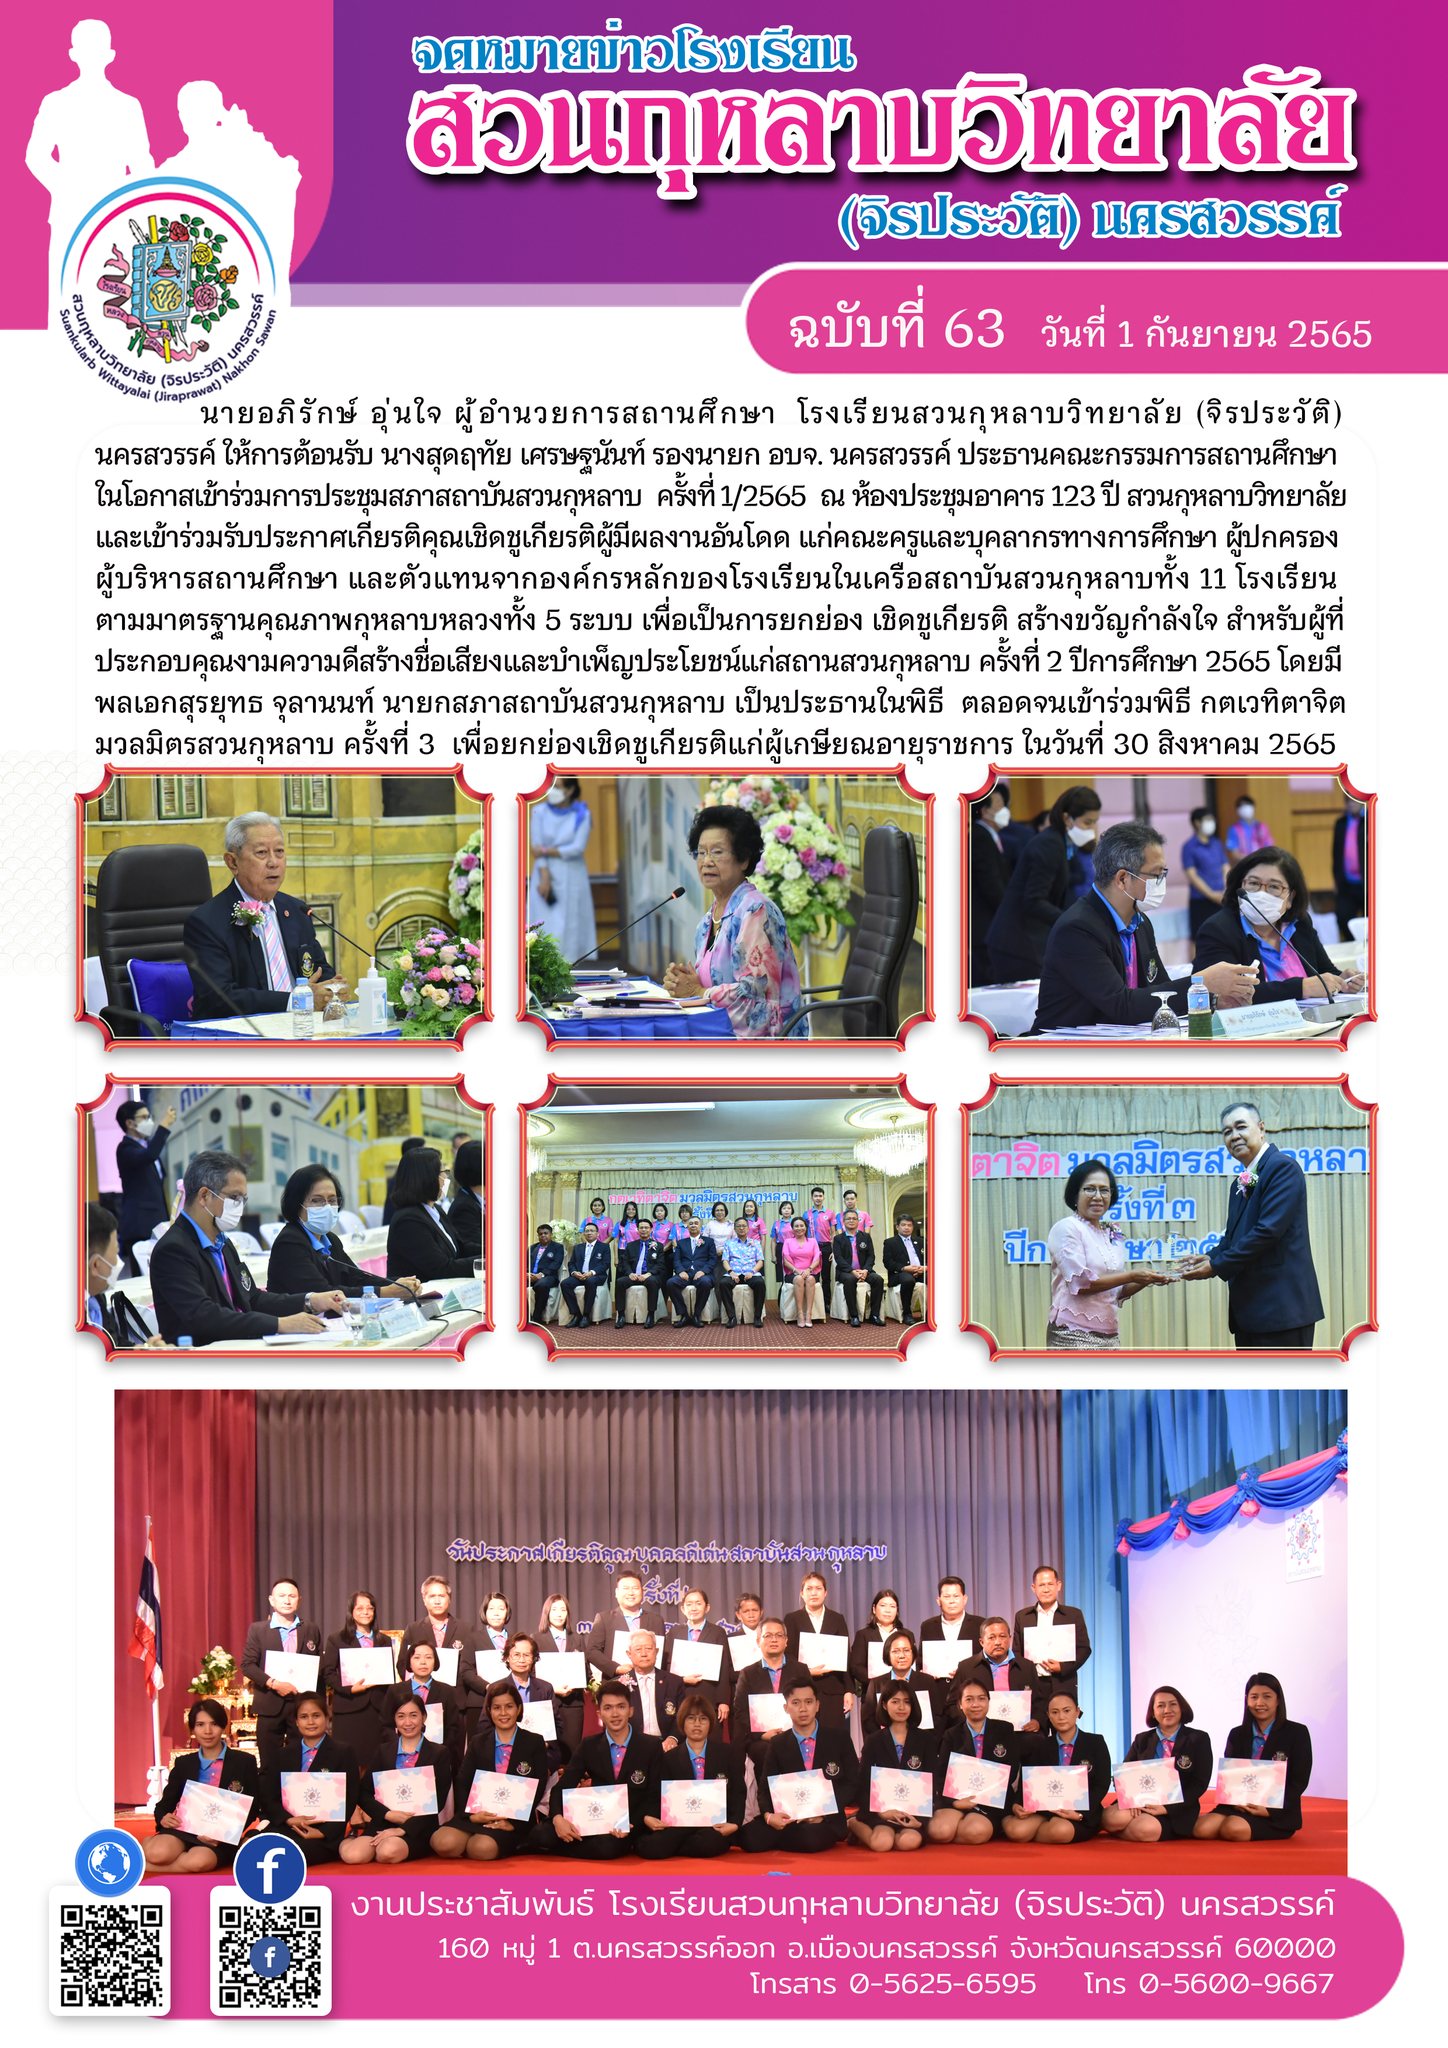 จดหมายข่าวโรงเรียน
สวนกุหลาบวิทยาลัย
(จิรประวัติ) นครสวรรค์
ฉบับที่ 63 วันที่ 1 กันยายน 2565
โรงเรียน
หลวง
สวนกุหลาบวิทยาลัย (จิรประวัติ) นครสวรรค์
Suankularb Wittayalai (Jiraprawat) Nakhon Sawan
นายอภิรักษ์ อุ่นใจ ผู้อำนวยการสถานศึกษา โรงเรียนสวนกุหลาบวิทยาลัย (จิรประวัติ)
นครสวรรค์ ให้การต้อนรับ นางสุดฤทัย เศรษฐนันท์ รองนายก อบจ. นครสวรรค์ ประธานคณะกรรมการสถานศึกษา
ในโอกาสเข้าร่วมการประชุมสภาสถาบันสวนกุหลาบ ครั้งที่ 1/2565 ณ ห้องประชุมอาคาร 123 ปี สวนกุหลาบวิทยาลัย
และเข้าร่วมรับประกาศเกียรติคุณเชิดชูเกียรติผู้มีผลงานอันโดด แก่คณะครูและบุคลากรทางการศึกษา ผู้ปกครอง
ผู้บริหารสถานศึกษา และตัวแทนจากองค์กรหลักของโรงเรียนในเครือสถาบันสวนกุหลาบทั้ง 11 โรงเรียน
ตามมาตรฐานคุณภาพกุหลาบหลวงทั้ง 5 ระบบ เพื่อเป็นการยกย่อง เชิดชูเกียรติ สร้างขวัญกำลังใจ สำหรับผู้ที่
ประกอบคุณงามความดีสร้างชื่อเสียงและบำเพ็ญประโยชน์แก่สถานสวนกุหลาบ ครั้งที่ 2 ปีการศึกษา 2565 โดยมี
พลเอกสุรยุทธ จุลานนท์ นายกสภาสถาบันสวนกุหลาบ เป็นประธานในพิธี ตลอดจนเข้าร่วมพิธี กตเวทิตาจิต
มวลมิตรสวนกุหลาบ ครั้งที่ 3 เพื่อยกย่องเชิดชูเกียรติแก่ผู้เกษียณอายุราชการ ในวันที่ 30 สิงหาคม 2565
กตเวทิตาจิต มวลมิตรสวนกุหลาบ
ตาจิต มวลมิตรส
ครั้งที่ ๓
วันประกาศเกียรติคุณ บุคคลดีเด่น สถาบันสวนกุหลาบ
งานประชาสัมพันธ์ โรงเรียนสวนกุหลาบวิทยาลัย (จิรประวัติ) นครสวรรค์
160 หมู่ 1 ต.นครสวรรค์ออก อ.เมืองนครสวรรค์ จังหวัดนครสวรรค์ 60000
โทรสาร 0-5625-6595 โทร 0-5600-9667